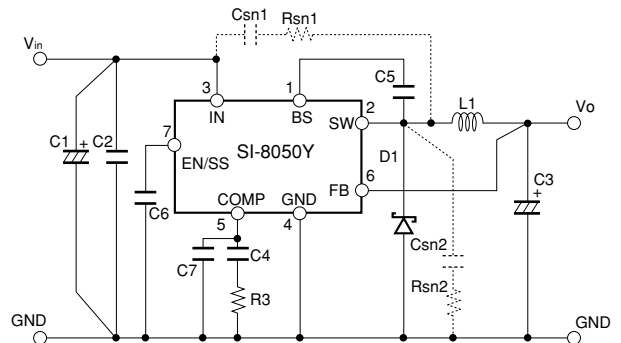 Csn1
Rsn1
Vin
3
1
C5
IN
BS
2
SW
L1
Vo
7
C1
+
C2
EN/SS
SI-8050Y
D1
6
FB
C3
+
COMP
GND
C6
5
4
C7
C4
Csn2
R3
Rsn2
GND
GND